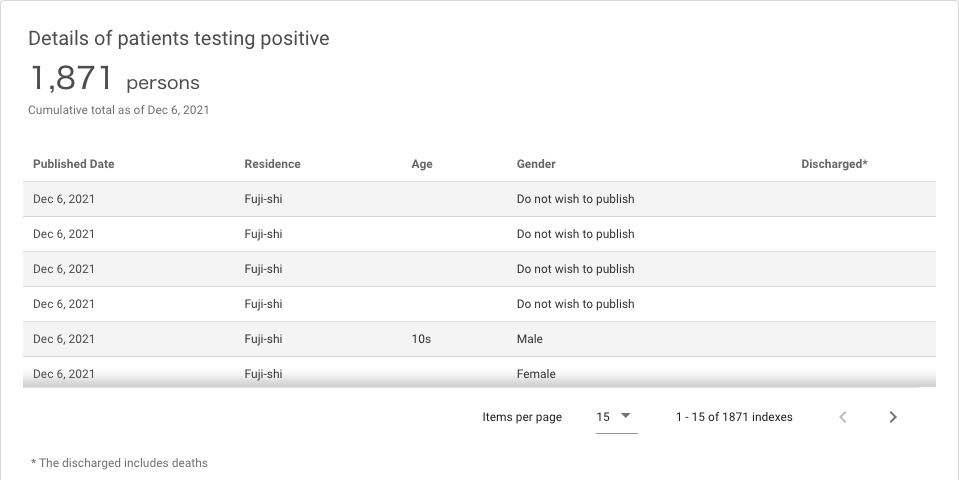 Details of patients testing positive
1,871 persons
Cumulative total as of Dec 6, 2021
Published Date Residence Age Gender Discharged*
Dec 6, 2021 Fuji-shi Do not wish to publish
Dec 6, 2021 Fuji-shi Do not wish to publish
Dec 6, 2021 Fuji-shi Do not wish to publish
Dec 6, 2021 Fuji-shi Do not wish to publish
Dec 6, 2021 Fuji-shi 10s Male
Dec 6, 2021 Fuji-shi Female
Items per page 15 1 - 15 of 1871 indexes
* The discharged includes deaths